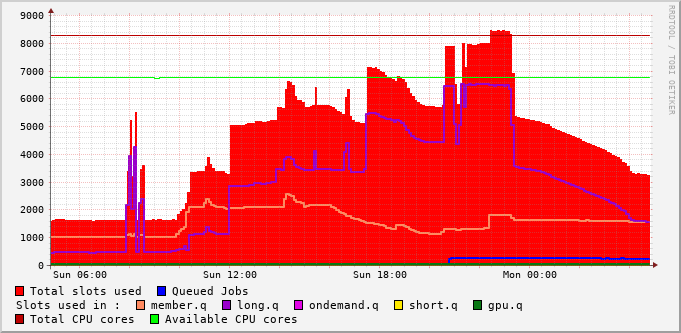 9000
8000
7000
6000
5000
4000
3000
2000
1000
0
Sun 06:00 Sun 12:00 Sun 18:00 Mon 00:00
RRDTOOL / TOBI OETIKER
Total slots used Queued Jobs
Slots used in : member.q long.q ondemand.q short.q gpu.q
Total CPU cores Available CPU cores